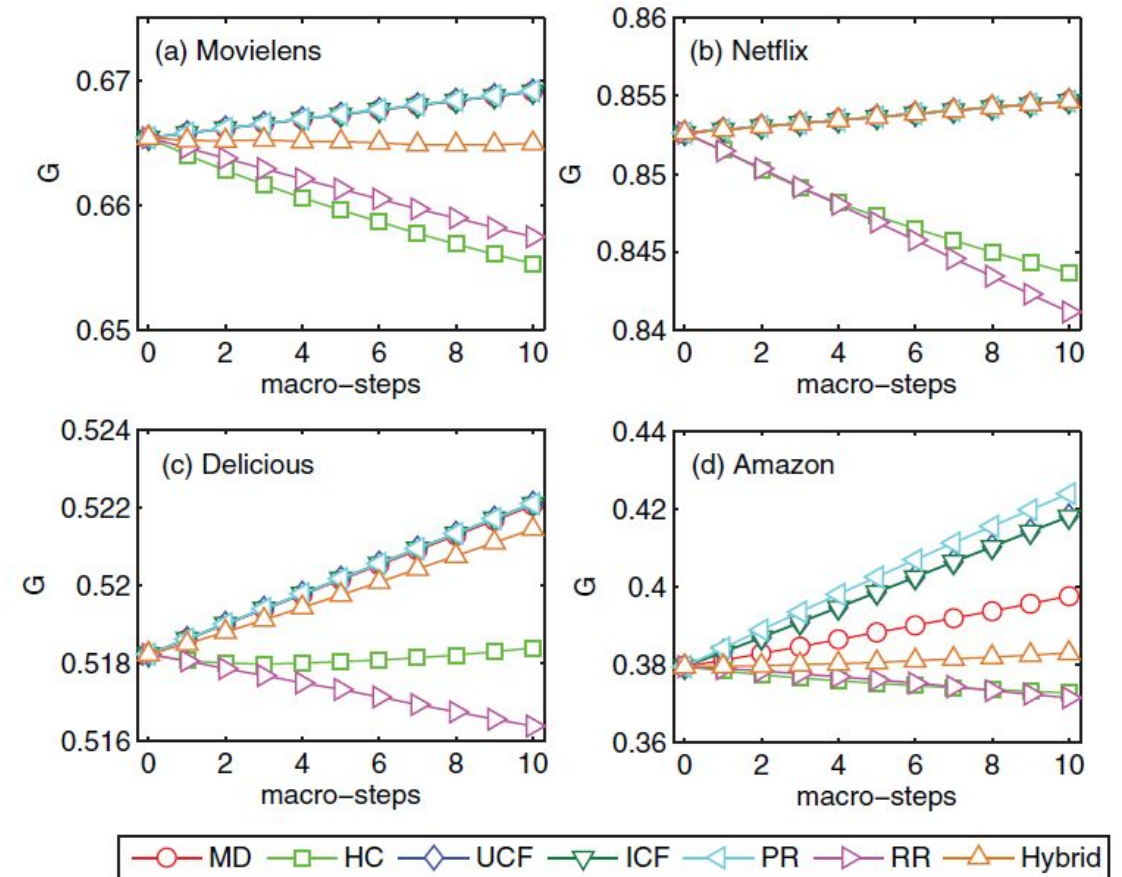 (a) Movielens
0.67
0.66
0.65
G
0 2 4 6 8 10
macro-steps
(b) Netflix
0.86
0.855
0.85
0.845
0.84
G
0 2 4 6 8 10
macro-steps
(c) Delicious
0.524
0.522
0.52
0.518
0.516
G
0 2 4 6 8 10
macro-steps
(d) Amazon
0.44
0.42
0.4
0.38
0.36
G
0 2 4 6 8 10
macro-steps
MD HC UCF ICF PR RR Hybrid